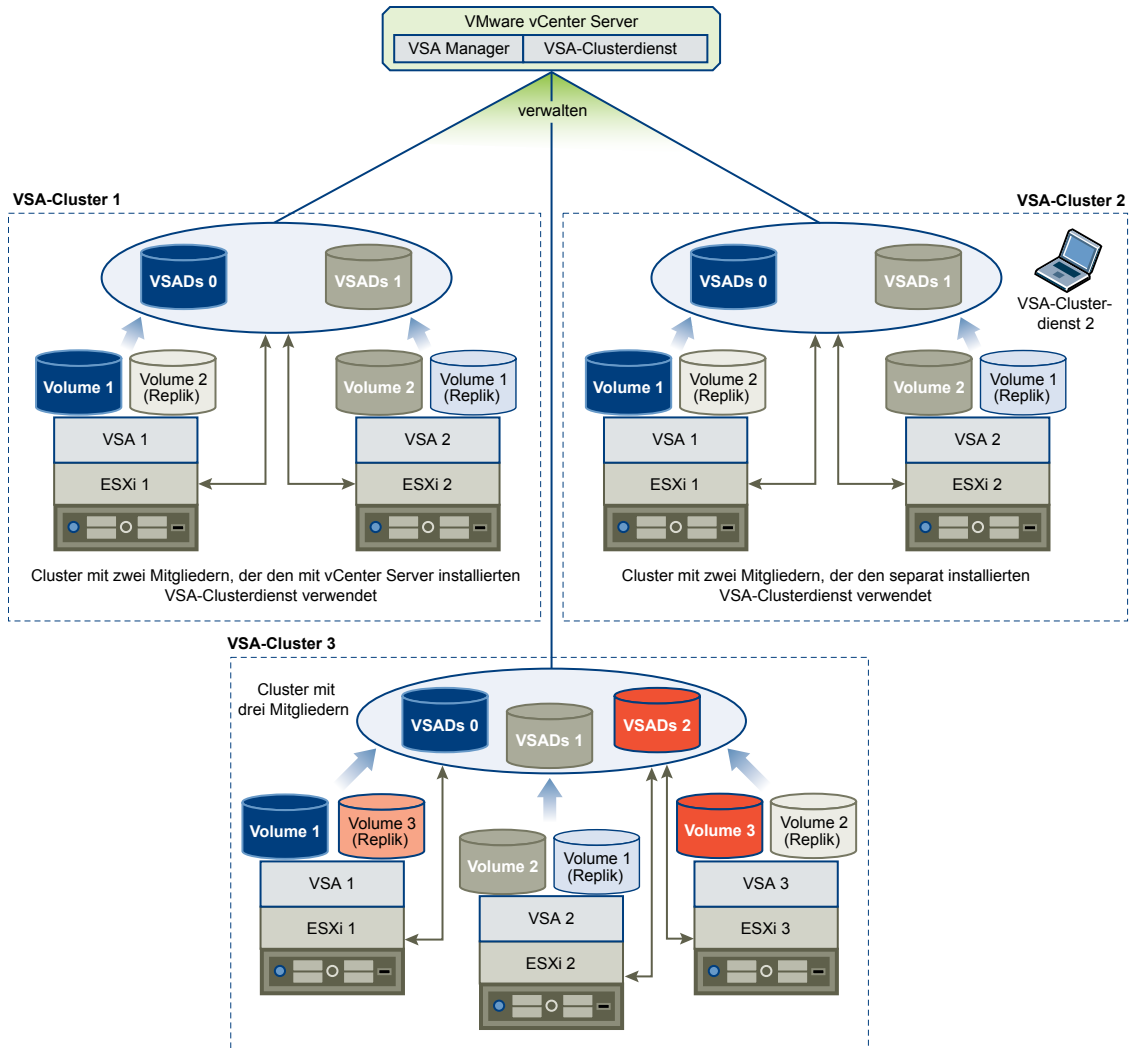 VMware vCenter Server
VSA Manager
VSA-Clusterdienst
verwalten
VSA-Cluster 1
VSADs 0
VSADs 1
Volume 1
Volume 2
(Replik)
Volume 2
Volume 1
(Replik)
VSA 1
VSA 2
ESXi 1
ESXi 2
Cluster mit zwei Mitgliedern, der den mit vCenter Server installierten
VSA-Clusterdienst verwendet
VSA-Cluster 2
VSADs 0
VSADs 1
VSA-Cluster-
dienst 2
Volume 1
Volume 2
(Replik)
Volume 2
Volume 1
(Replik)
VSA 1
VSA 2
ESXi 1
ESXi 2
Cluster mit zwei Mitgliedern, der den separat installierten
VSA-Clusterdienst verwendet
VSA-Cluster 3
Cluster mit
drei Mitgliedern
VSADs 0
VSADs 1
VSADs 2
Volume 1
Volume 3
(Replik)
Volume 2
Volume 1
(Replik)
Volume 3
Volume 2
(Replik)
VSA 1
VSA 2
VSA 3
ESXi 1
ESXi 2
ESXi 3